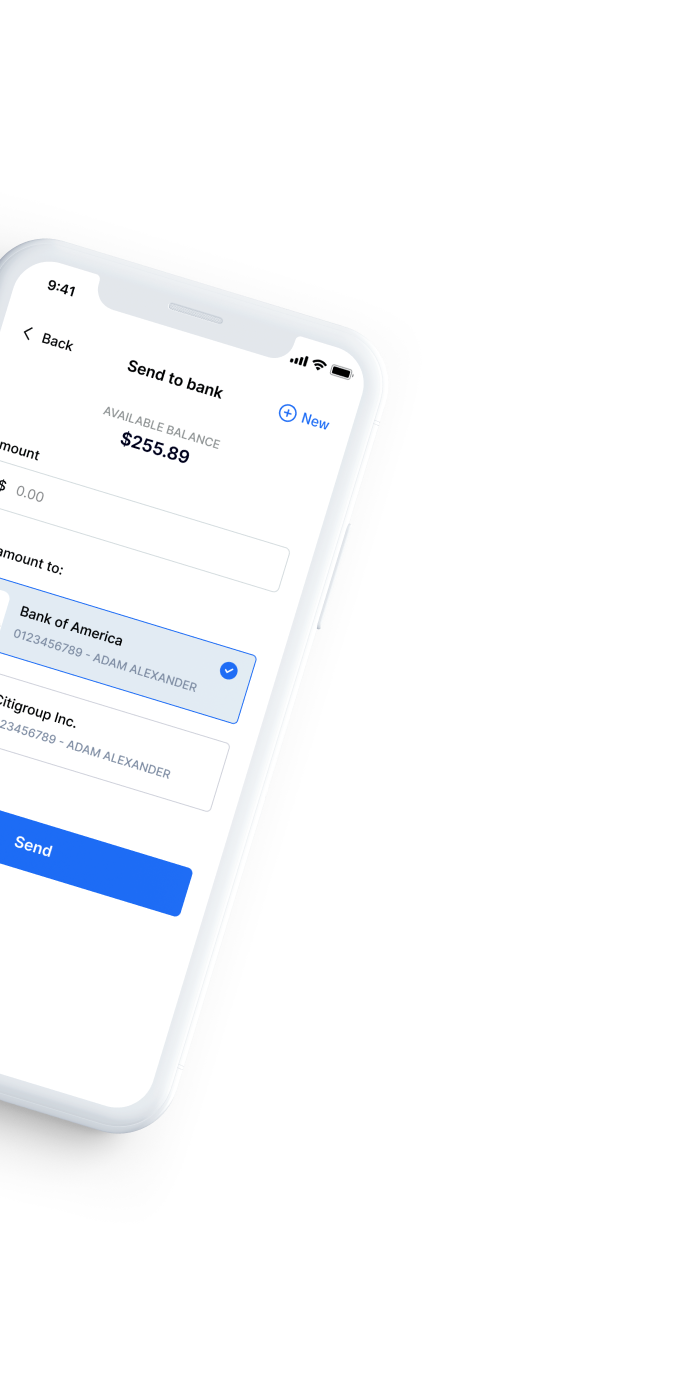 9:41
Back
Send to bank
New
AVAILABLE BALANCE
$255.89
mount
$ 0.00
amount to:
Bank of America
0123456789 - ADAM ALEXANDER
Citigroup Inc.
23456789 - ADAM ALEXANDER
Send